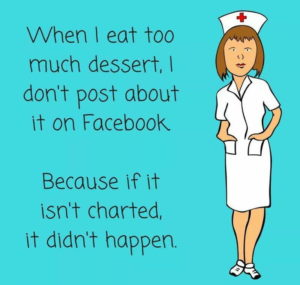 When I eat too
much dessert, I
don't post about
it on Facebook.
Because if it
isn't charted,
it didn't happen.